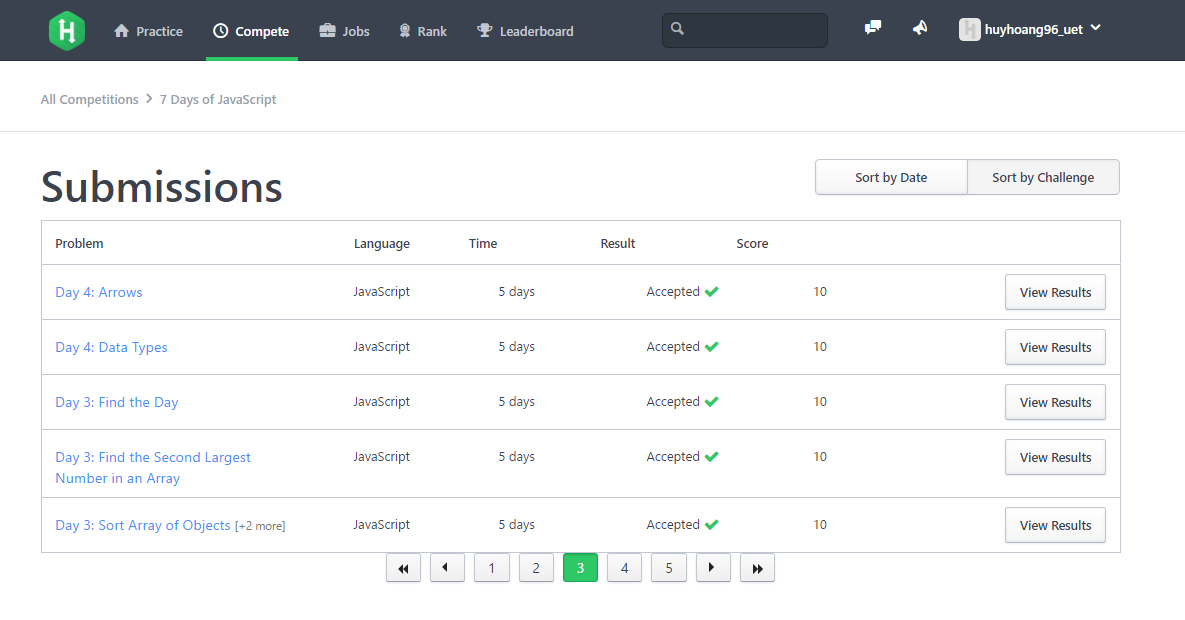 H Practice Compete Jobs Rank Leaderboard H huyhoang96_uet
All Competitions 7 Days of JavaScript
Submissions Sort by Date Sort by Challenge
Problem Language Time Result Score
Day 4: Arrows JavaScript 5 days Accepted 10 View Results
Day 4: Data Types JavaScript 5 days Accepted 10 View Results
Day 3: Find the Day JavaScript 5 days Accepted 10 View Results
Day 3: Find the Second Largest JavaScript 5 days Accepted 10 View Results
Number in an Array
Day 3: Sort Array of Objects [+2 more] JavaScript 5 days Accepted 10 View Results
1 2 3 4 5